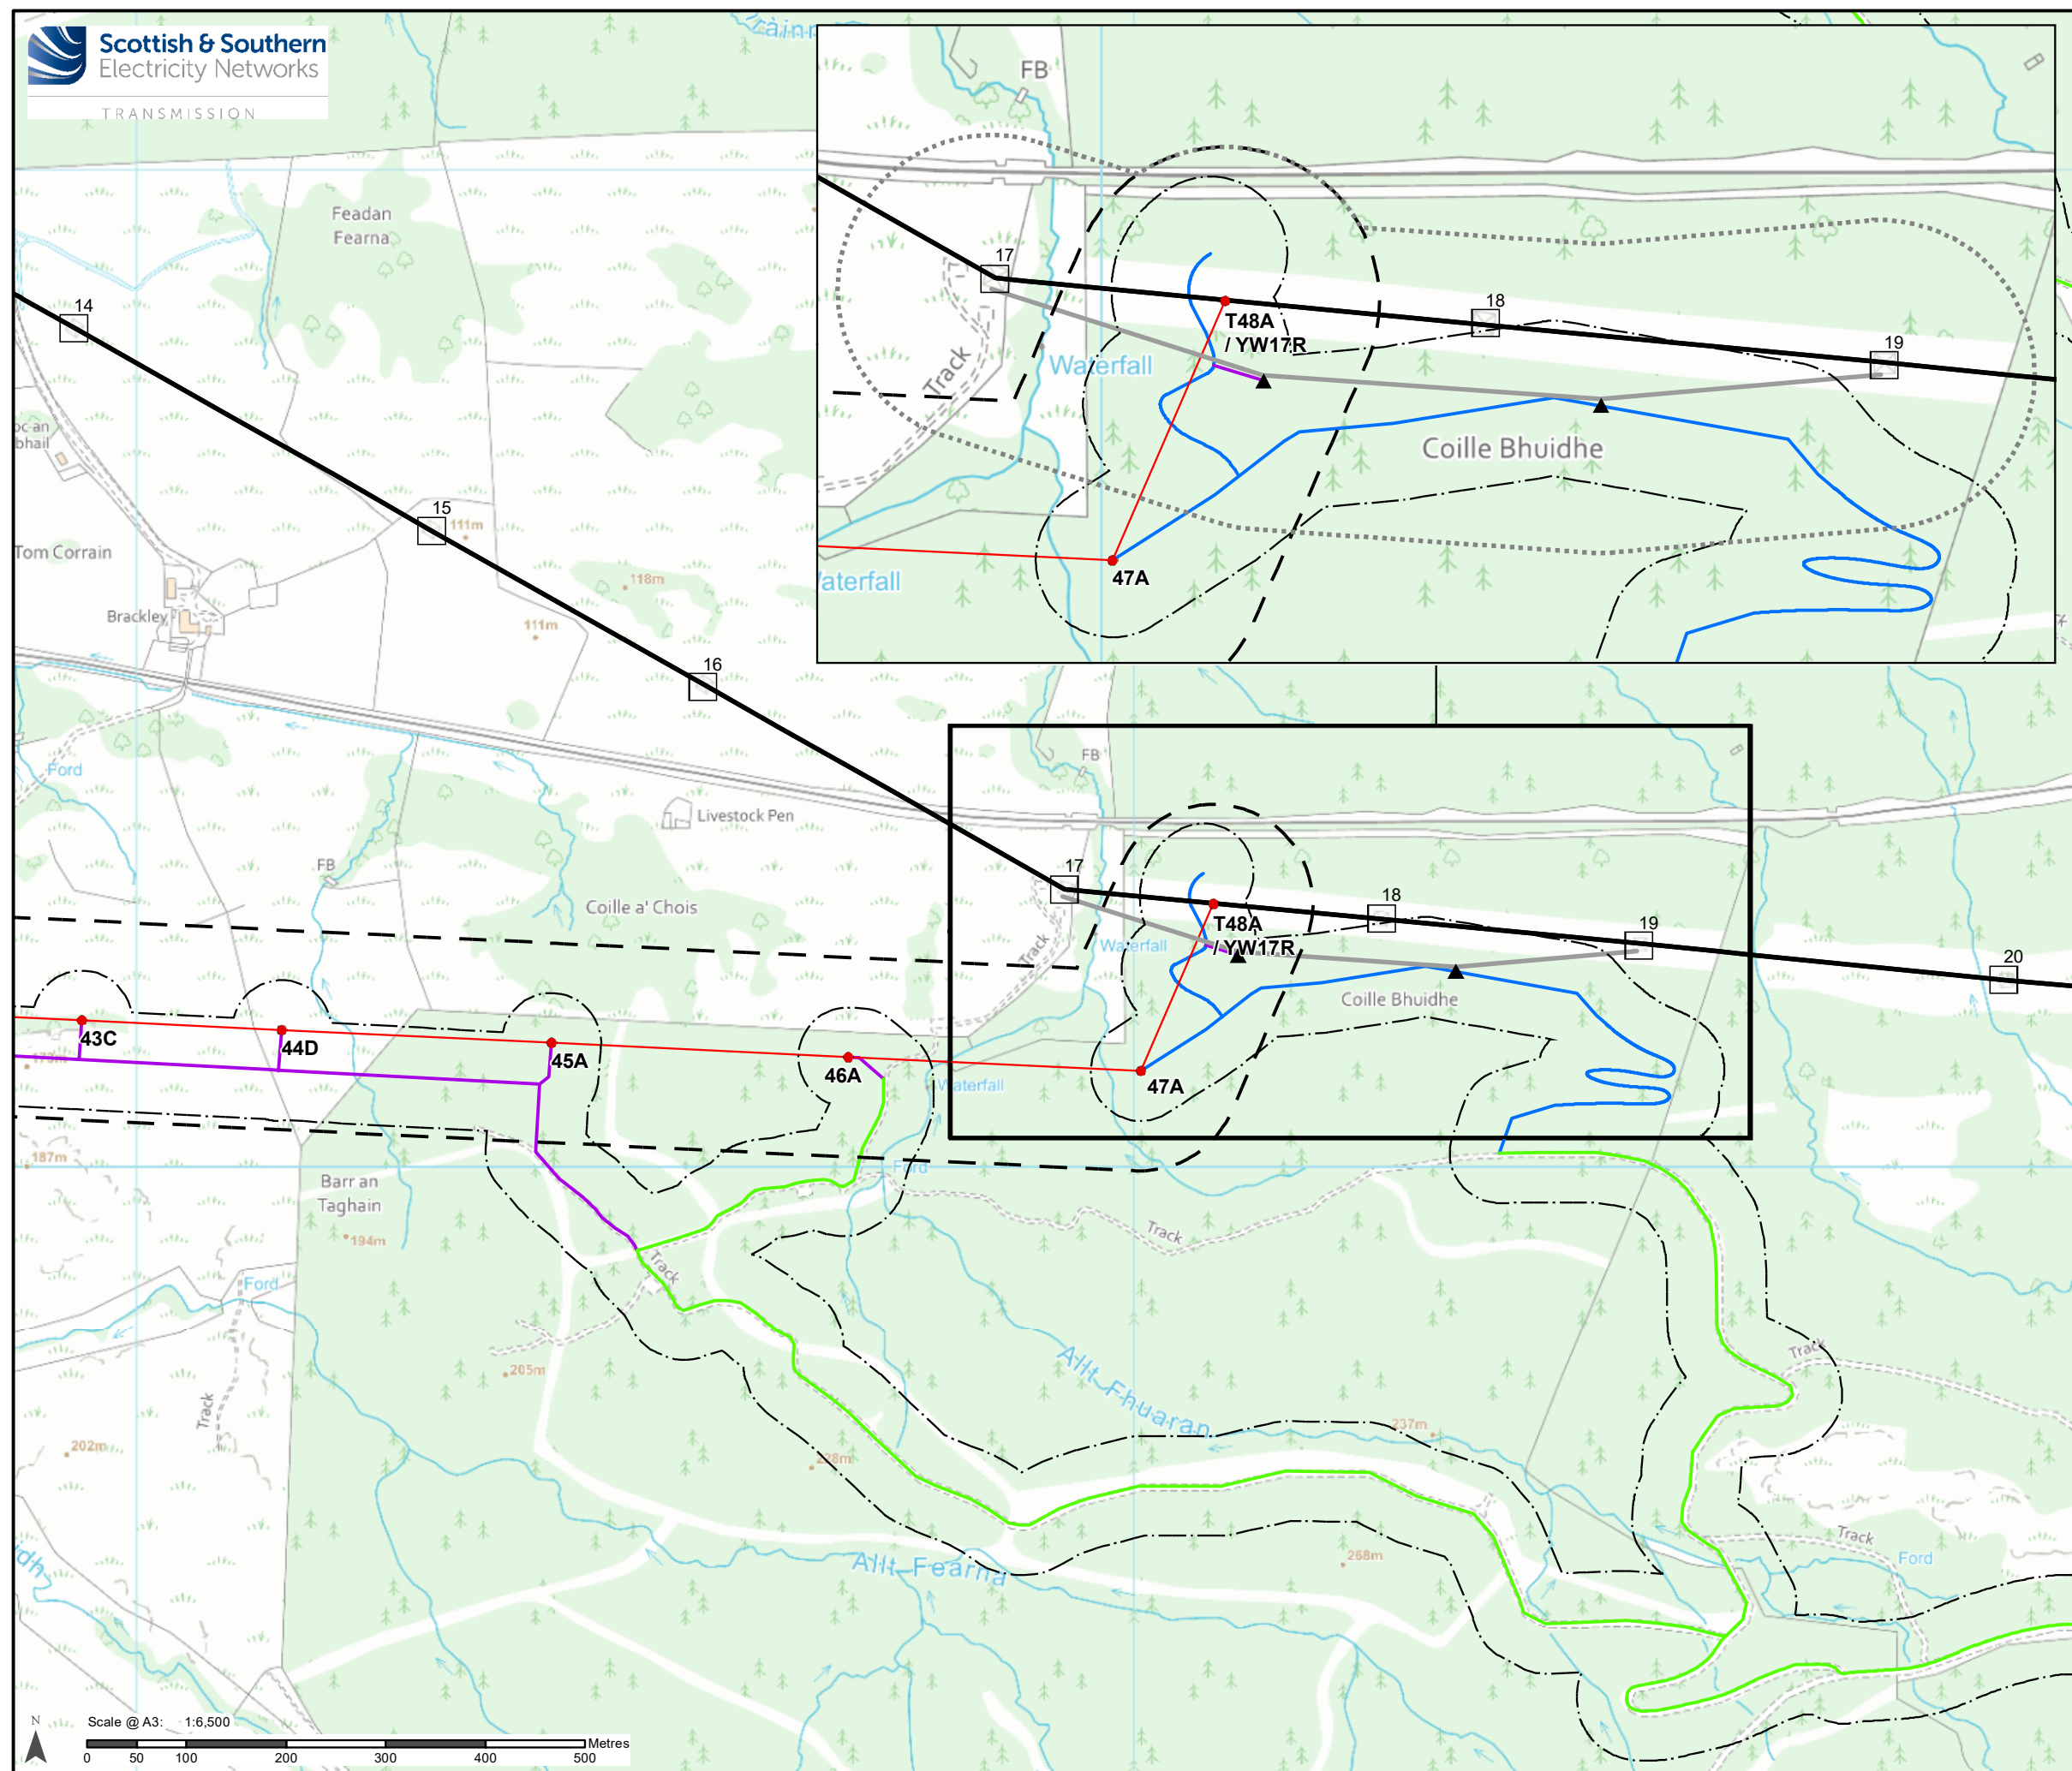 Scottish & Southern
Electricity Networks
TRANSMISSION
FB
17
18
19
T48A
/ YW17R
Track
Waterfall
Coille Bhuidhe
47A
Feadan
Fearna
14
15
111m
Tom Corrain
118m
Brackley
111m
16
Ford
Livestock Pen
FB
FB
17
18
19
20
Coille a' Chois
T48A
/ YW17R
Track
Waterfall
Coille Bhuidhe
43C
44D
45A
46A
47A
Waterfall
187m
Ford
Barr an
Taghain
194m
Track
Track
Ford
Track
205m
Allt Fhuaran
237m
Track
202m
228m
Track
Ford
268m
Allt Fearna
N
Scale @ A3: 1:6,500
0 50 100 200 300 400 500 Metres